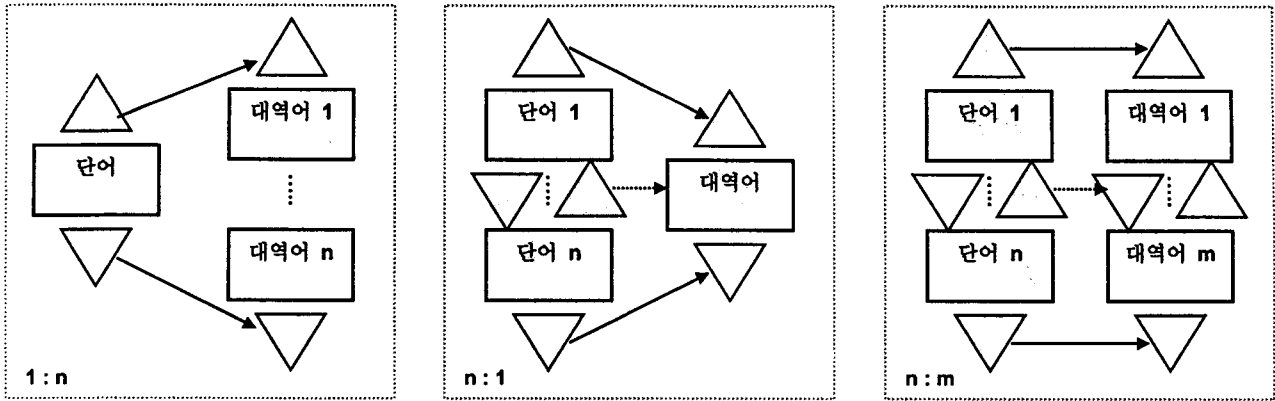 대역어 1
단어
대역어 n
1 : n
단어 1
대역어
단어 n
n : 1
단어 1
대역어 1
단어 n
대역어 m
n : m